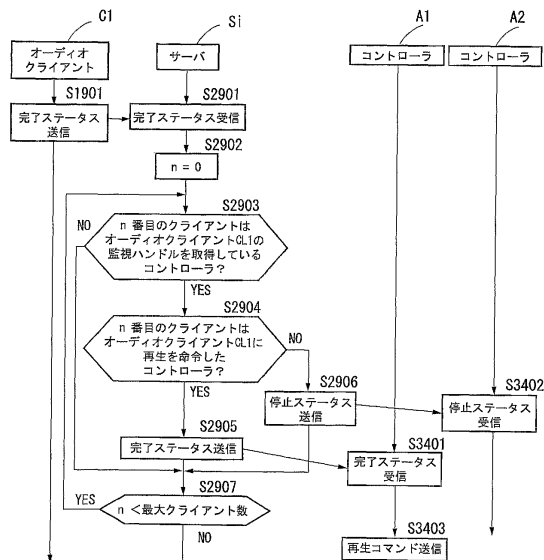 C1
Si
A1
A2
オーディオ
クライアント
サーバ
コントローラ
コントローラ
S1901
完了ステータス
送信
S2901
完了ステータス受信
S2902
n = 0
S2903
NO
n 番目のクライアントは
オーディオクライアントCL1の
監視ハンドルを取得している
コントローラ?
YES
S2904
n 番目のクライアントは
オーディオクライアントCL1に
再生を命令した
コントローラ?
NO
YES
S2906
停止ステータス
送信
S3402
停止ステータス
受信
S2905
完了ステータス送信
S3401
完了ステータス
受信
S2907
YES
n <最大クライアント数
NO
S3403
再生コマンド送信